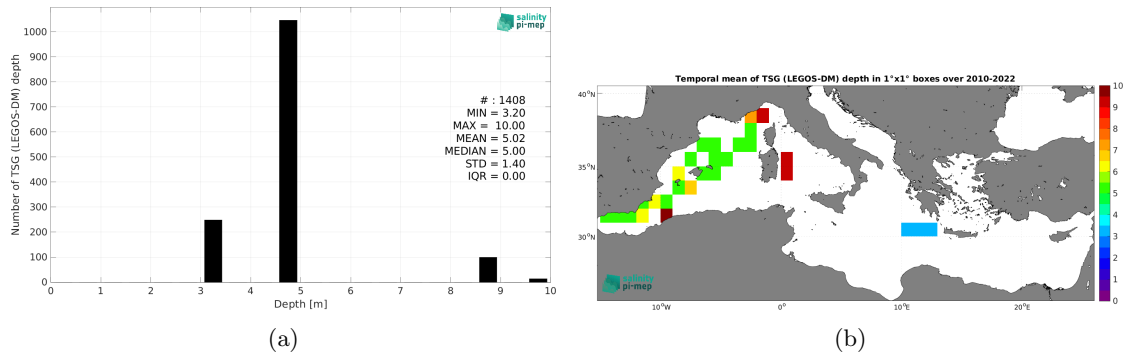 salinity
pi-mep
1000
900
800
700
600
500
400
300
200
100
0
Number of TSG (LEGOS-DM) depth
# : 1408
MIN = 3.20
MAX = 10.00
MEAN = 5.02
MEDIAN = 5.00
STD = 1.40
IQR = 0.00
0 1 2 3 4 5 6 7 8 9 10
Depth [m]
(a)
Temporal mean of TSG (LEGOS-DM) depth in 1°x1° boxes over 2010-2022
40°N
35°N
30°N
10°W 0° 10°E 20°E
10
9
8
7
6
5
4
3
2
1
0
salinity
pi-mep
(b)